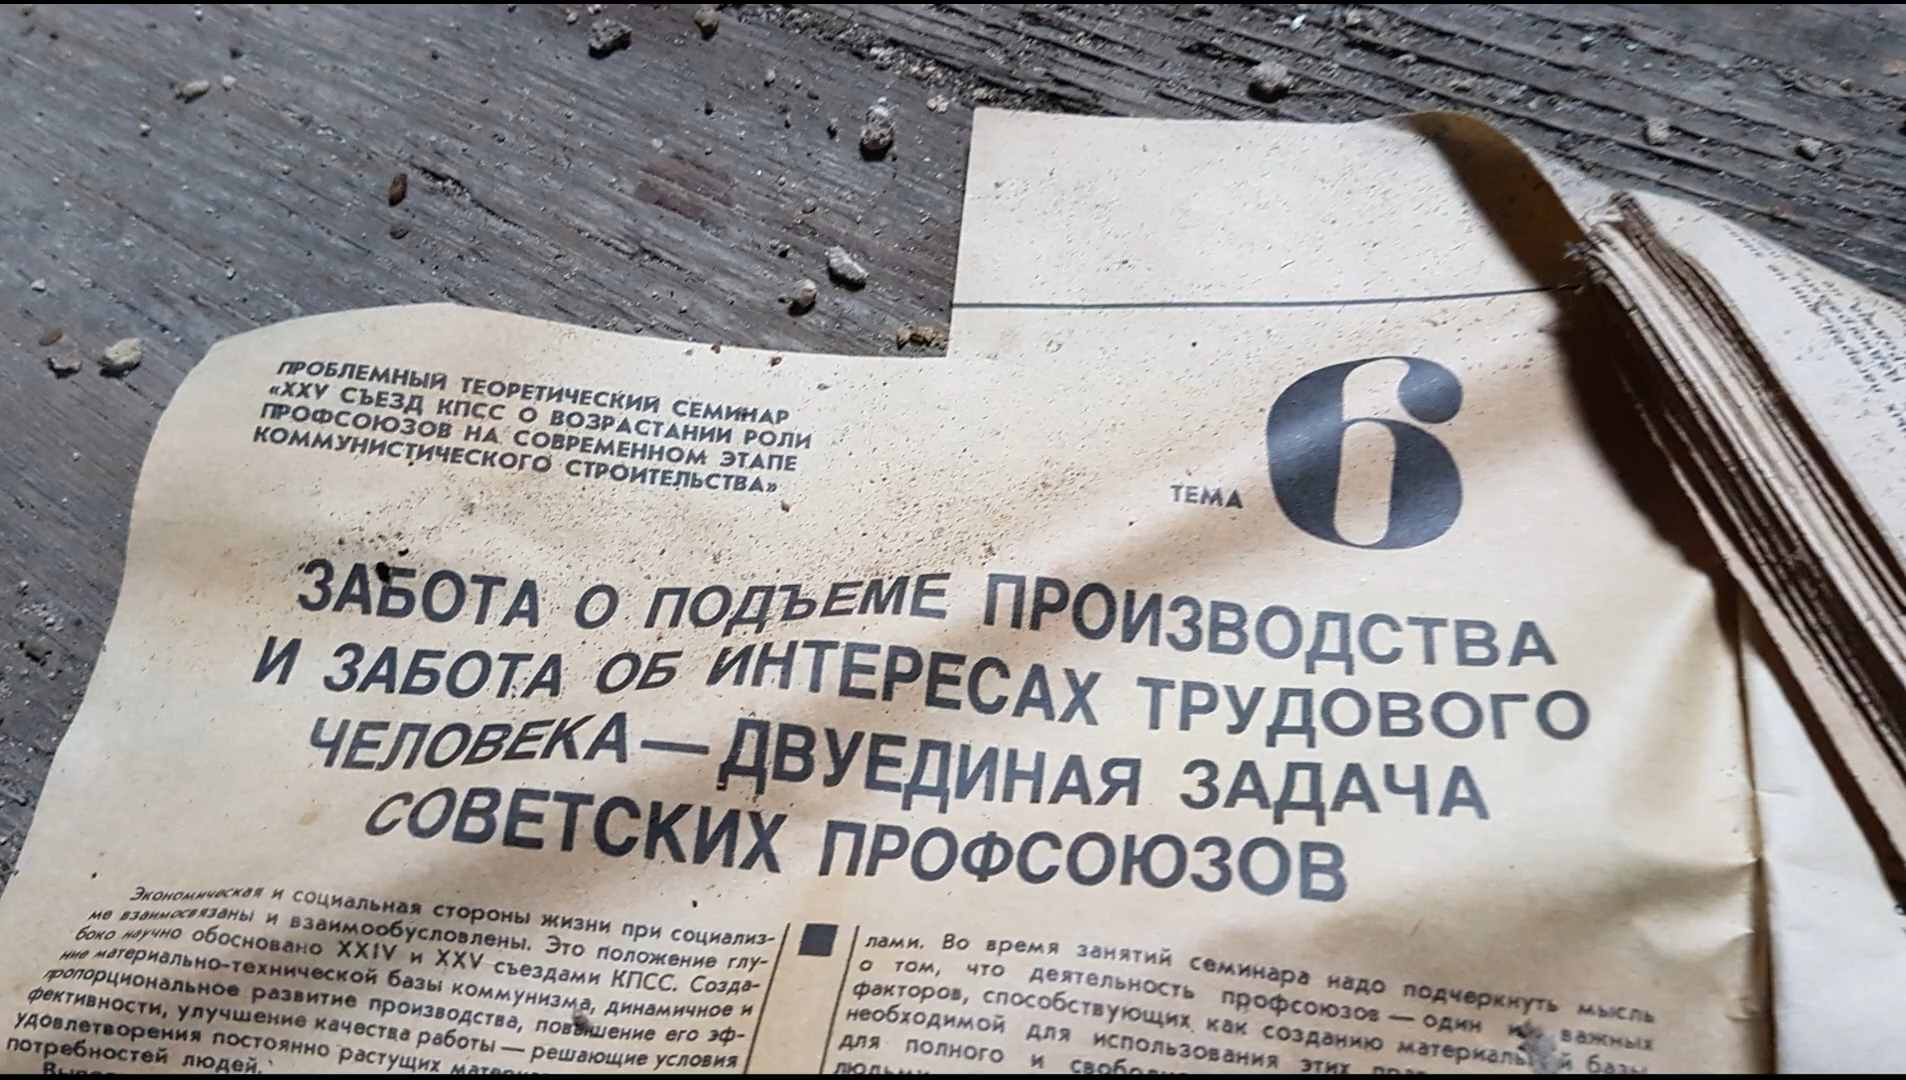 ПРОБЛЕМНЫЙ ТЕОРЕТИЧЕСКИЙ СЕМИНАР
«XXV СЪЕЗД КПСС О ВОЗРАСТАНИИ РОЛИ
ПРОФСОЮЗОВ НА СОВРЕМЕННОМ ЭТАПЕ
КОММУНИСТИЧЕСКОГО СТРОИТЕЛЬСТВА»
ТЕМА 6
ЗАБОТА О ПОДЪЕМЕ ПРОИЗВОДСТВА
И ЗАБОТА ОБ ИНТЕРЕСАХ ТРУДОВОГО
ЧЕЛОВЕКА — ДВУЕДИНАЯ ЗАДАЧА
СОВЕТСКИХ ПРОФСОЮЗОВ
Экономическая и социальная стороны жизни при социализ-
ме взаимосвязаны и взаимообусловлены. Это положение глу-
боко научно обосновано XXIV и XXV съездами КПСС. Созда-
ние материально-технической базы коммунизма, динамичное и
пропорциональное развитие производства, повышение его эф-
фективности, улучшение качества работы — решающие условия
удовлетворения постоянно растущих
потребностей людей.
лами. Во время занятий семинара надо подчеркнуть мысль
о том, что деятельность профсоюзов — один из важных
факторов, способствующих как созданию материальной базы
необходимой для использования этих
для полного и